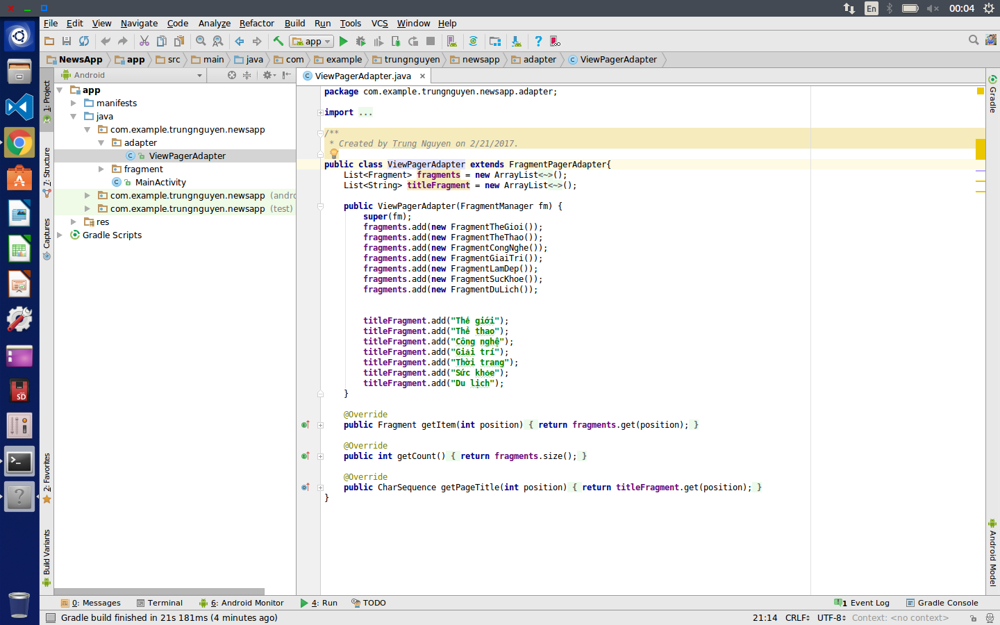 En
00:04
File Edit View Navigate Code Analyze Refactor Build Run Tools VCS Window Help
app
NewsApp app src main java com example trungnguyen newsapp adapter ViewPagerAdapter
Android
ViewPagerAdapter.java
1: Project
7: Structure
Captures
2: Favorites
Build Variants
app
manifests
java
com.example.trungnguyen.newsapp
adapter
ViewPagerAdapter
fragment
MainActivity
com.example.trungnguyen.newsapp (andro
com.example.trungnguyen.newsapp (test)
res
Gradle Scripts
package com.example.trungnguyen.newsapp.adapter;
import ...
/**
* Created by Trung Nguyen on 2/21/2017.
public class ViewPagerAdapter extends FragmentPagerAdapter{
List<Fragment> fragments = new ArrayList<~>();
List<String> titleFragment = new ArrayList<~>();
public ViewPagerAdapter(FragmentManager fm) {
super(fm);
fragments.add(new FragmentTheGioi());
fragments.add(new FragmentTheThao());
fragments.add(new FragmentCongNghe());
fragments.add(new FragmentGiaiTri());
fragments.add(new FragmentLamDep());
fragments.add(new FragmentSucKhoe());
fragments.add(new FragmentDuLich());
titleFragment.add("Thế giới");
titleFragment.add("Thể thao");
titleFragment.add("Công nghệ");
titleFragment.add("Giải trí");
titleFragment.add("Thời trang");
titleFragment.add("Sức khỏe");
titleFragment.add("Du lịch");
}
@Override
public Fragment getItem(int position) { return fragments.get(position); }
@Override
public int getCount() { return fragments.size(); }
@Override
public CharSequence getPageTitle(int position) { return titleFragment.get(position); }
}
Gradle
Android Model
SD
0: Messages Terminal 6: Android Monitor 4: Run TODO
1 Event Log Gradle Console
Gradle build finished in 21s 181ms (4 minutes ago)
21:14 CRLF UTF-8 Context: <no context>